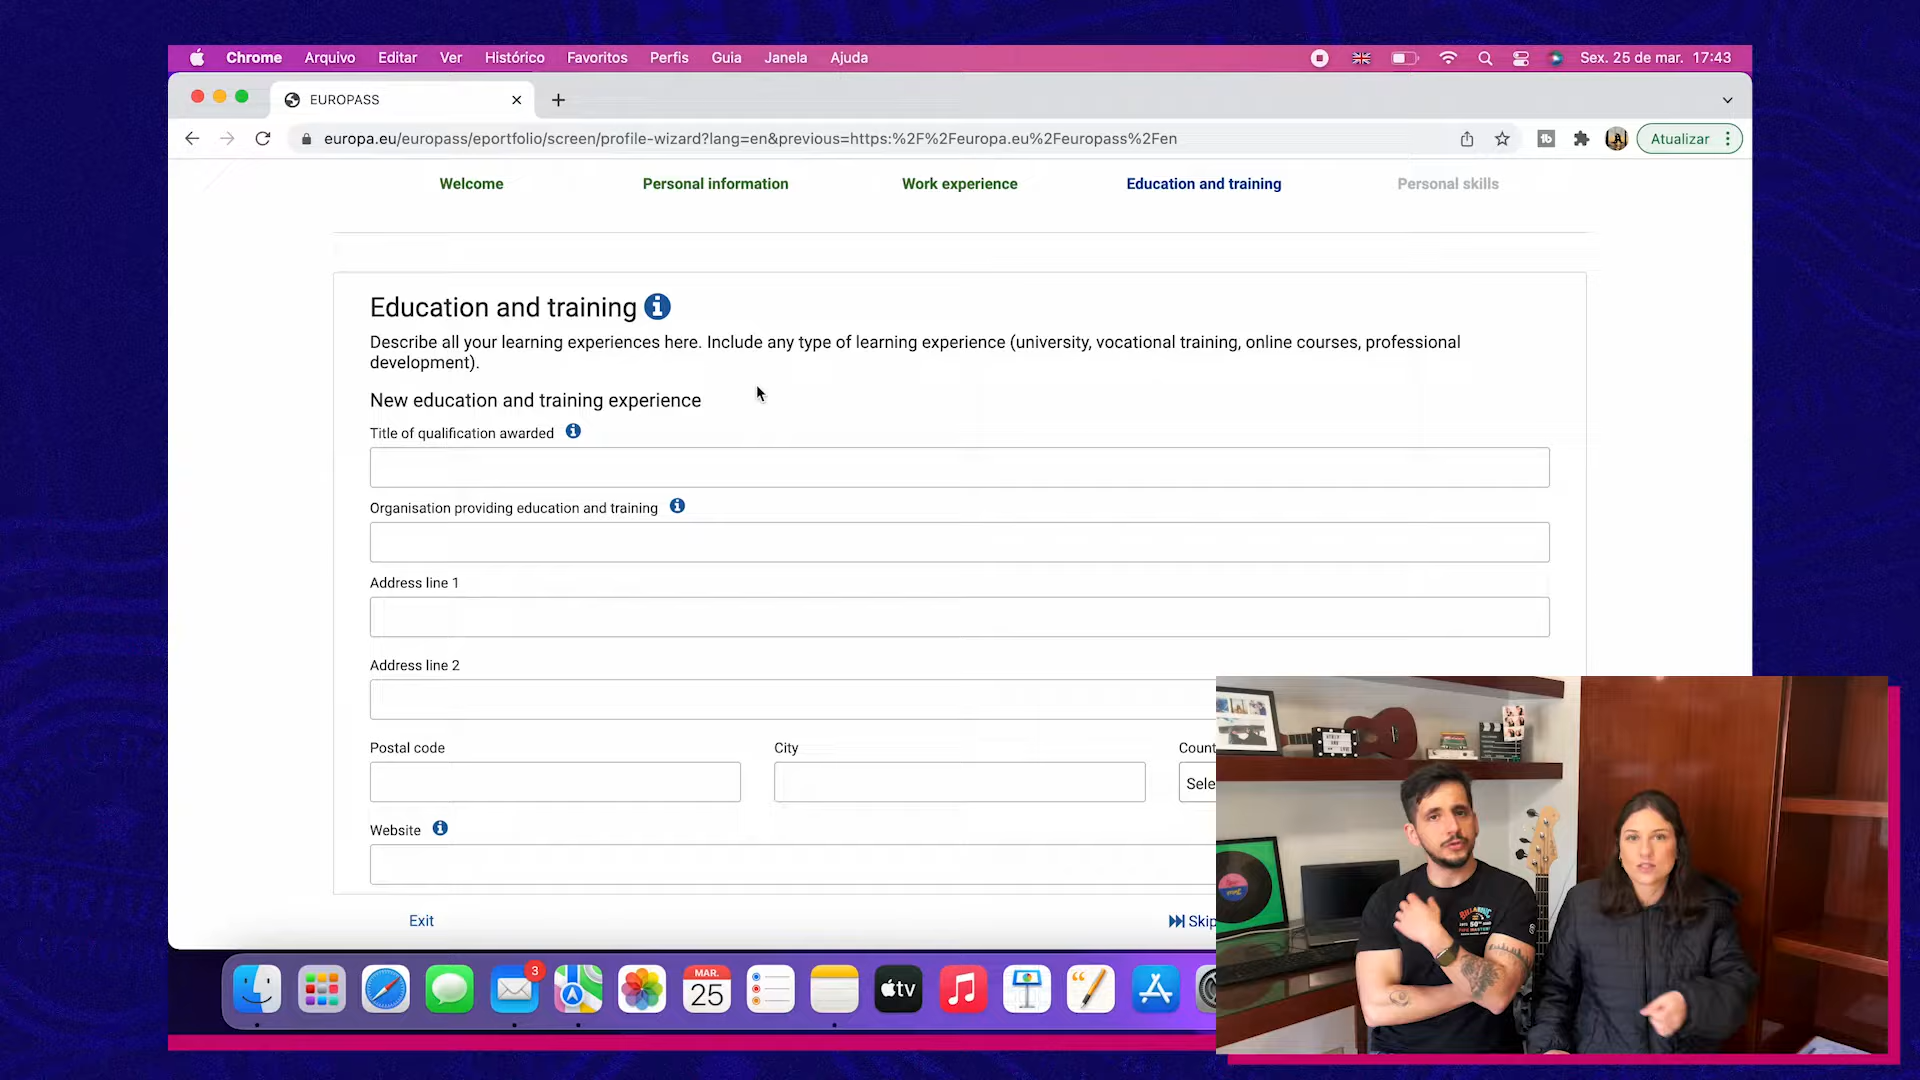 Chrome Arquivo Editar Ver Histórico Favoritos Perfis Guia Janela Ajuda Sex. 25 de mar. 17:43
EUROPASS
europa.eu/europass/eportfolio/screen/profile-wizard?lang=en&previous=https:%2F%2Feuropa.eu%2Feuropass%2Fen
Atualizar
Welcome Personal information Work experience Education and training Personal skills
Education and training
Describe all your learning experiences here. Include any type of learning experience (university, vocational training, online courses, professional
development).
New education and training experience
Title of qualification awarded
Organisation providing education and training
Address line 1
Address line 2
Postal code City Count
Sele
Website
Exit Skip
3
MAR.
25
tv
BILLABONG